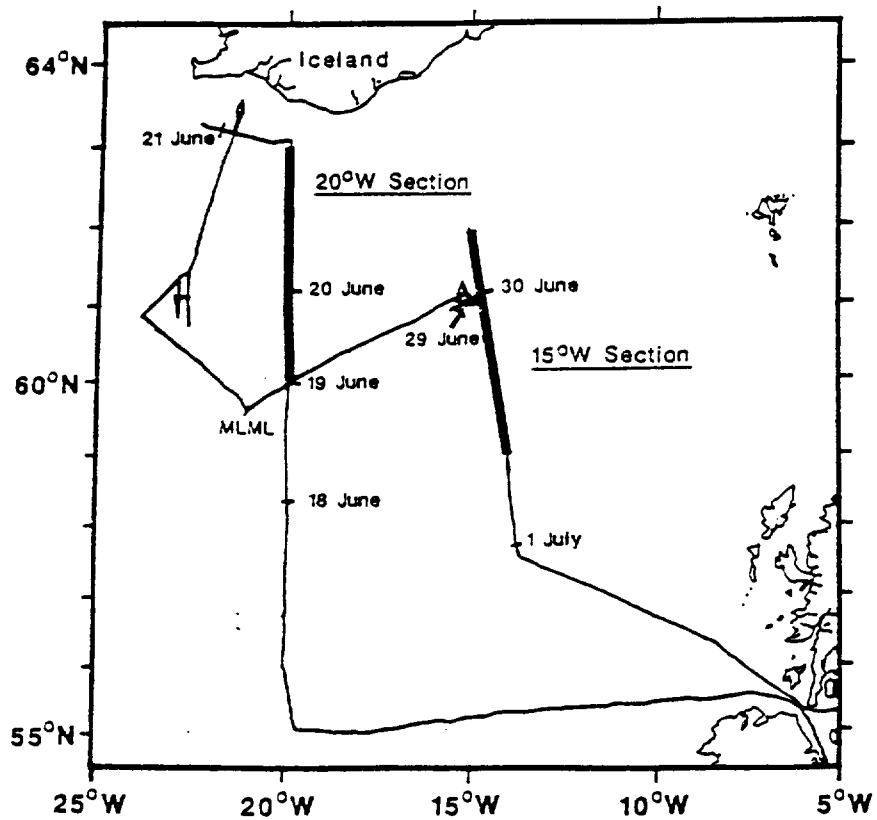 64°N
Iceland
21 June
20°W Section
20 June
30 June
29 June
15°W Section
60°N
19 June
MLML
18 June
1 July
55°N
25°W
20°W
15°W
10°W
5°W